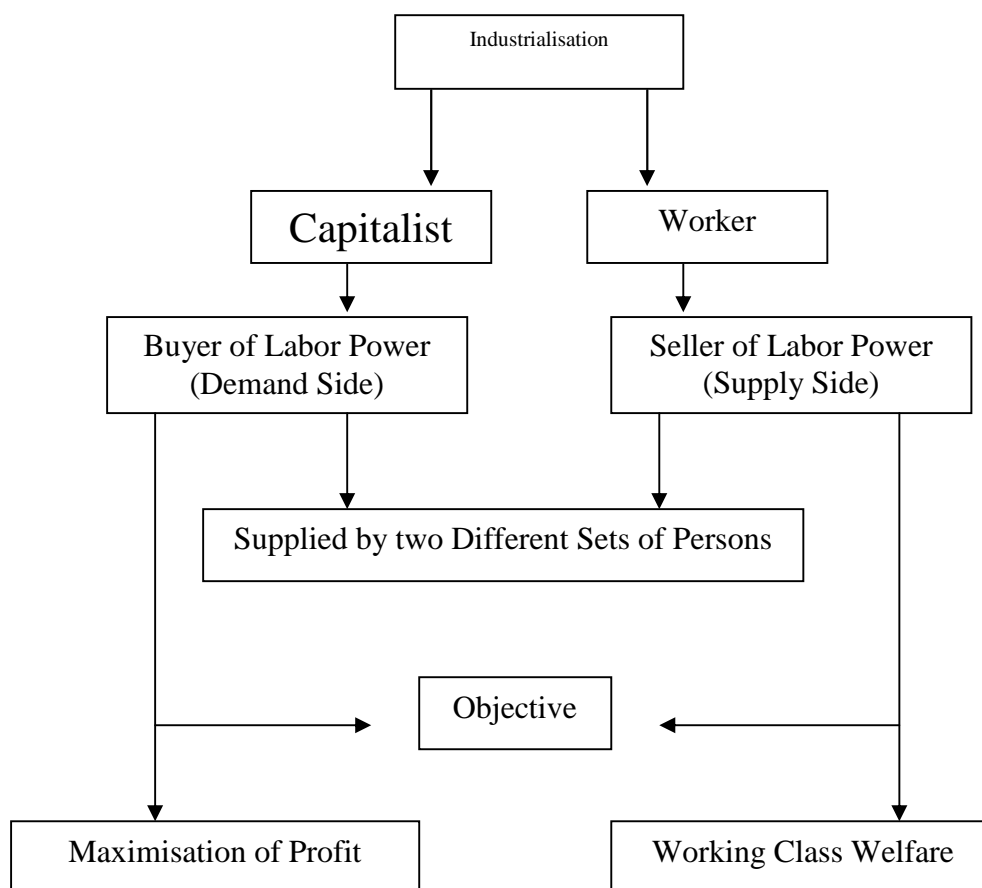 Industrialisation
Capitalist
Worker
Buyer of Labor Power
(Demand Side)
Seller of Labor Power
(Supply Side)
Supplied by two Different Sets of Persons
Objective
Maximisation of Profit
Working Class Welfare